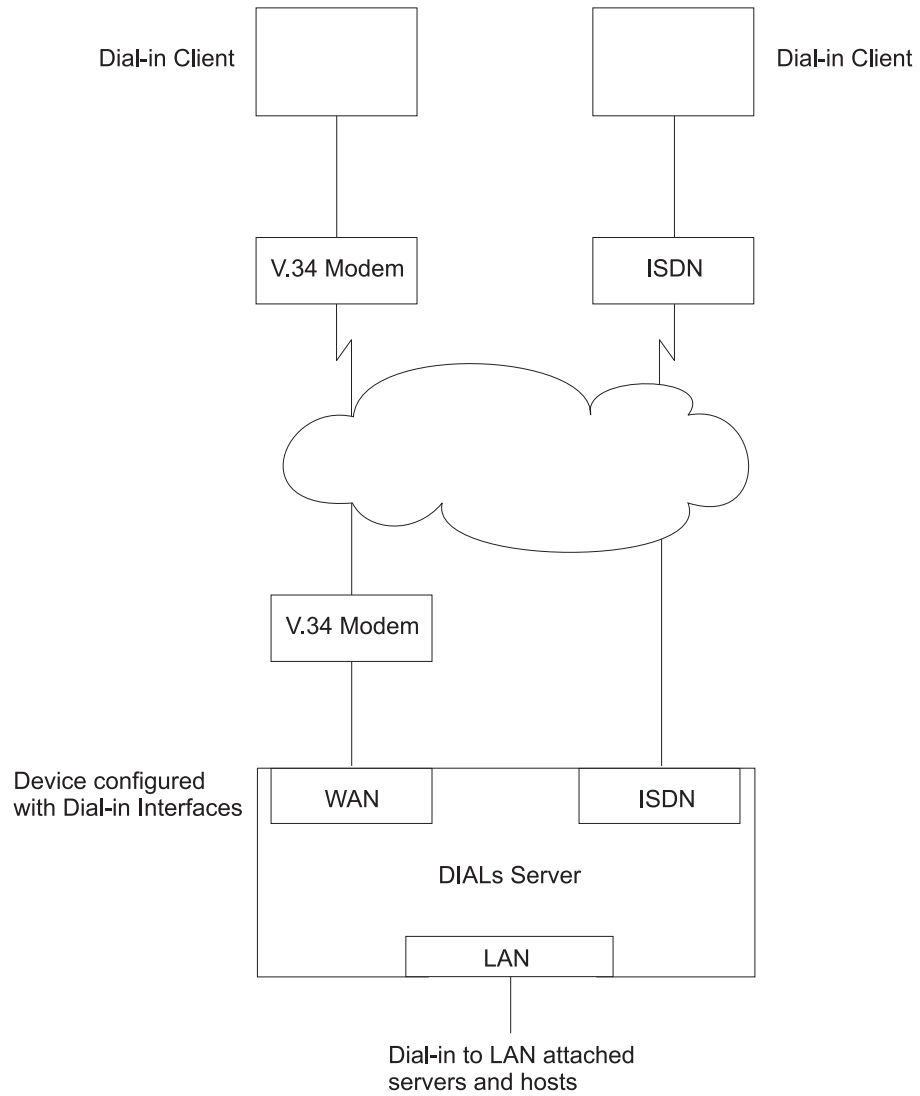 Dial-in Client
Dial-in Client
V.34 Modem
ISDN
V.34 Modem
Device configured
with Dial-in Interfaces
WAN
ISDN
DIALs Server
LAN
Dial-in to LAN attached
servers and hosts